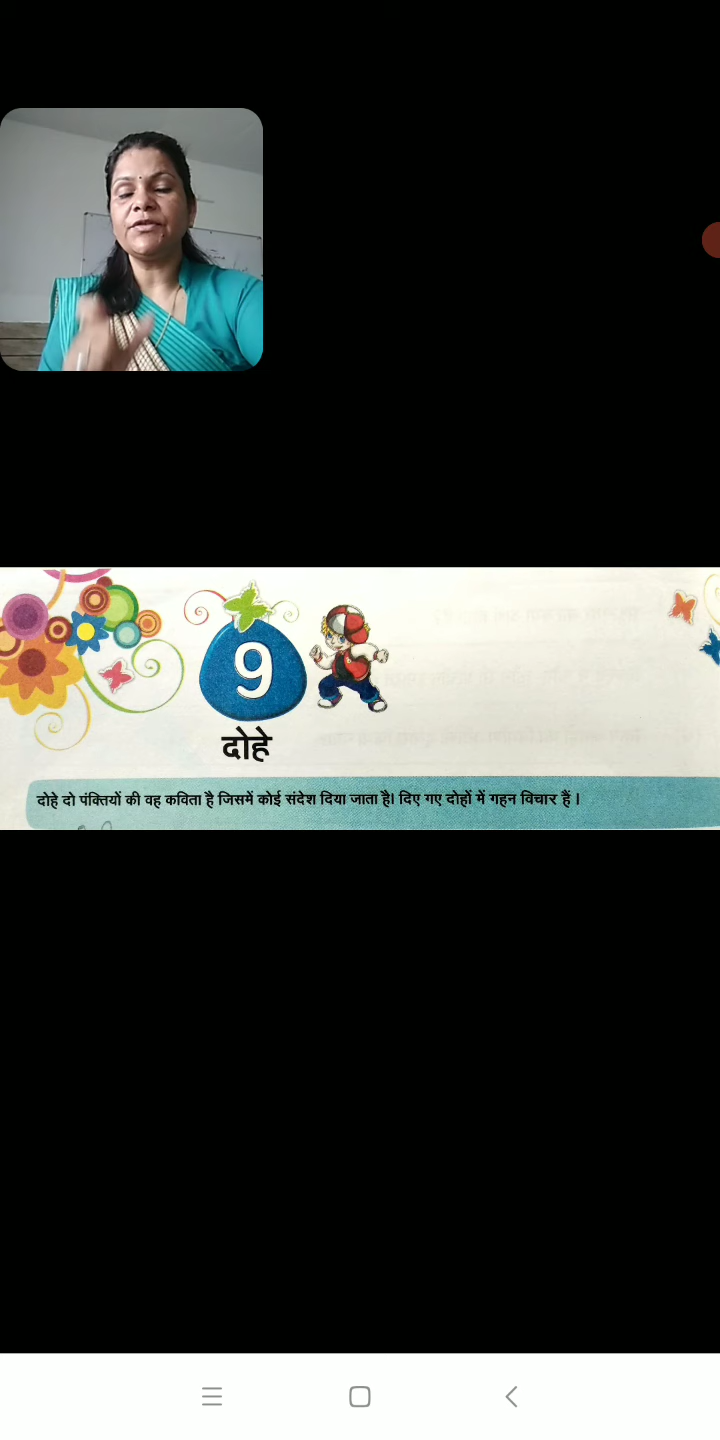 9
दोहे
दोहे दो पंक्तियों की वह कविता है जिसमें कोई संदेश दिया जाता है। दिए गए दोहों में गहन विचार हैं ।